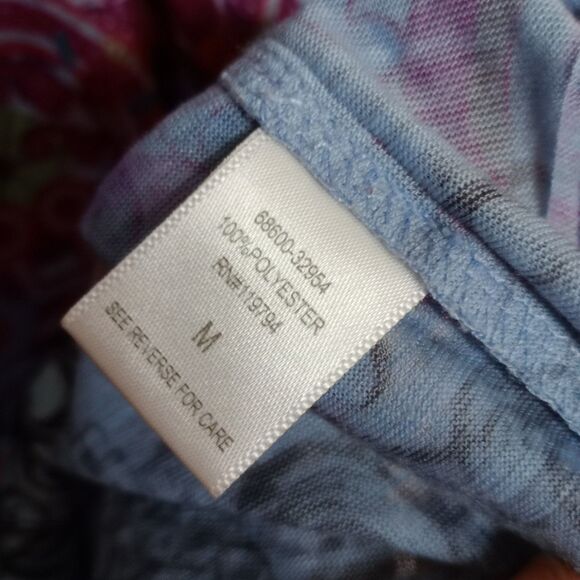 68600-32954
100%POLYESTER
RN#119794
M
SEE REVERSE FOR CARE